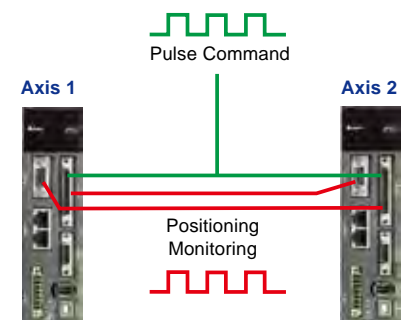 Pulse Command
Axis 1
Axis 2
Positioning
Monitoring